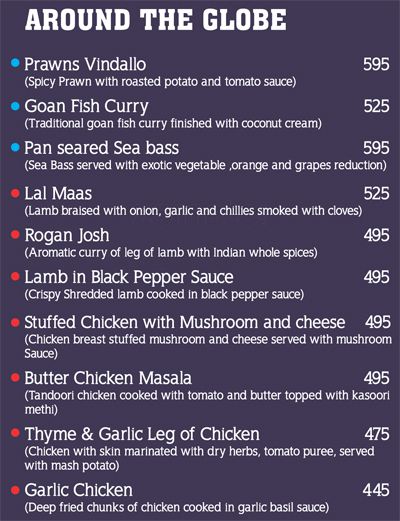 AROUND THE GLOBE
Prawns Vindallo 595
(Spicy Prawn with roasted potato and tomato sauce)
Goan Fish Curry 525
(Traditional goan fish curry finished with coconut cream)
Pan seared Sea bass 595
(Sea Bass served with exotic vegetable ,orange and grapes reduction)
Lal Maas 525
(Lamb braised with onion, garlic and chillies smoked with cloves)
Rogan Josh 495
(Aromatic curry of leg of lamb with Indian whole spices)
Lamb in Black Pepper Sauce 495
(Crispy Shredded lamb cooked in black pepper sauce)
Stuffed Chicken with Mushroom and cheese 495
(Chicken breast stuffed mushroom and cheese served with mushroom
Sauce)
Butter Chicken Masala 495
(Tandoori chicken cooked with tomato and butter topped with kasoori
methi)
Thyme & Garlic Leg of Chicken 475
(Chicken with skin marinated with dry herbs, tomato puree, served
with mash potato)
Garlic Chicken 445
(Deep fried chunks of chicken cooked in garlic basil sauce)